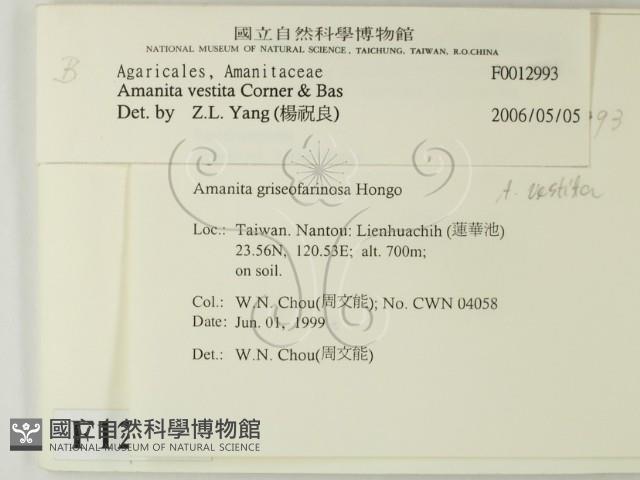 國立自然科學博物館
NATIONAL MUSEUM OF NATURAL SCIENCE, TAICHUNG, TAIWAN, R.O.CHINA
B
Agaricales, Amanitaceae F0012993
Amanita vestita Corner & Bas
Det. by Z.L. Yang (楊祝良) 2006/05/05
93
Amanita griseofarinosa Hongo A. vestita
Loc.: Taiwan. Nantou: Lienhuachih (蓮華池)
23.56N, 120.53E; alt. 700m;
on soil.
Col.: W.N. Chou(周文能); No. CWN 04058
Date: Jun. 01, 1999
Det.: W.N. Chou(周文能)
F12
國立自然科學博物館
NATIONAL MUSEUM OF NATURAL SCIENCE